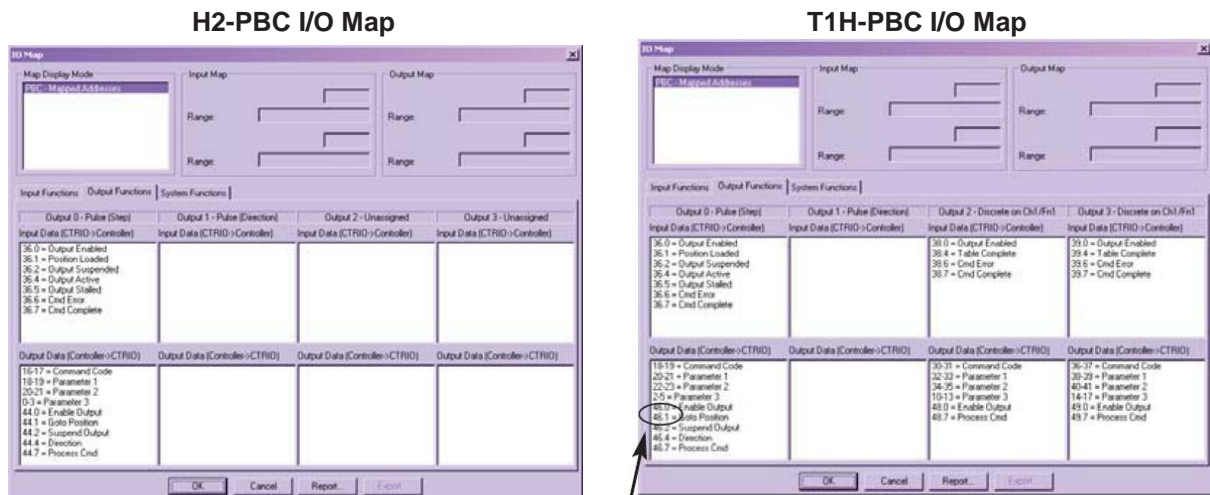 H2-PBC I/O Map
IO Map
Map Display Mode
PBC - Mapped Addresses
Input Map
Range:
Range:
Output Map
Range:
Range:
Input Functions Output Functions System Functions
Output 0 - Pulse (Step) Output 1 - Pulse (Direction) Output 2 - Unassigned Output 3 - Unassigned
Input Data (CTRIO->Controller) Input Data (CTRIO->Controller) Input Data (CTRIO->Controller) Input Data (CTRIO->Controller)
36.0 = Output Enabled
36.1 = Position Loaded
36.2 = Output Suspended
36.4 = Output Active
36.5 = Output Stalled
36.6 = Cmd Error
36.7 = Cmd Complete
Output Data (Controller->CTRIO) Output Data (Controller->CTRIO) Output Data (Controller->CTRIO) Output Data (Controller->CTRIO)
16-17 = Command Code
18-19 = Parameter 1
20-21 = Parameter 2
0-3 = Parameter 3
44.0 = Enable Output
44.1 = Goto Position
44.2 = Suspend Output
44.4 = Direction
44.7 = Process Cmd
OK Cancel Report... Export...
T1H-PBC I/O Map
IO Map
Map Display Mode
PBC - Mapped Addresses
Input Map
Range:
Range:
Output Map
Range:
Range:
Input Functions Output Functions System Functions
Output 0 - Pulse (Step) Output 1 - Pulse (Direction) Output 2 - Discrete on Ch1/Fn1 Output 3 - Discrete on Ch1/Fn1
Input Data (CTRIO->Controller) Input Data (CTRIO->Controller) Input Data (CTRIO->Controller) Input Data (CTRIO->Controller)
36.0 = Output Enabled
36.1 = Position Loaded
36.2 = Output Suspended
36.4 = Output Active
36.5 = Output Stalled
36.6 = Cmd Error
36.7 = Cmd Complete
38.0 = Output Enabled
38.4 = Table Complete
38.6 = Cmd Error
38.7 = Cmd Complete
39.0 = Output Enabled
39.4 = Table Complete
39.6 = Cmd Error
39.7 = Cmd Complete
Output Data (Controller->CTRIO) Output Data (Controller->CTRIO) Output Data (Controller->CTRIO) Output Data (Controller->CTRIO)
18-19 = Command Code
20-21 = Parameter 1
22-23 = Parameter 2
2-5 = Parameter 3
46.0 = Enable Output
46.1 = Goto Position
46.2 = Suspend Output
46.4 = Direction
46.7 = Process Cmd
30-31 = Command Code
32-33 = Parameter 1
34-35 = Parameter 2
10-13 = Parameter 3
48.0 = Enable Output
48.7 = Process Cmd
36-37 = Command Code
38-39 = Parameter 1
40-41 = Parameter 2
14-17 = Parameter 3
49.0 = Enable Output
49.7 = Process Cmd
OK Cancel Report... Export...